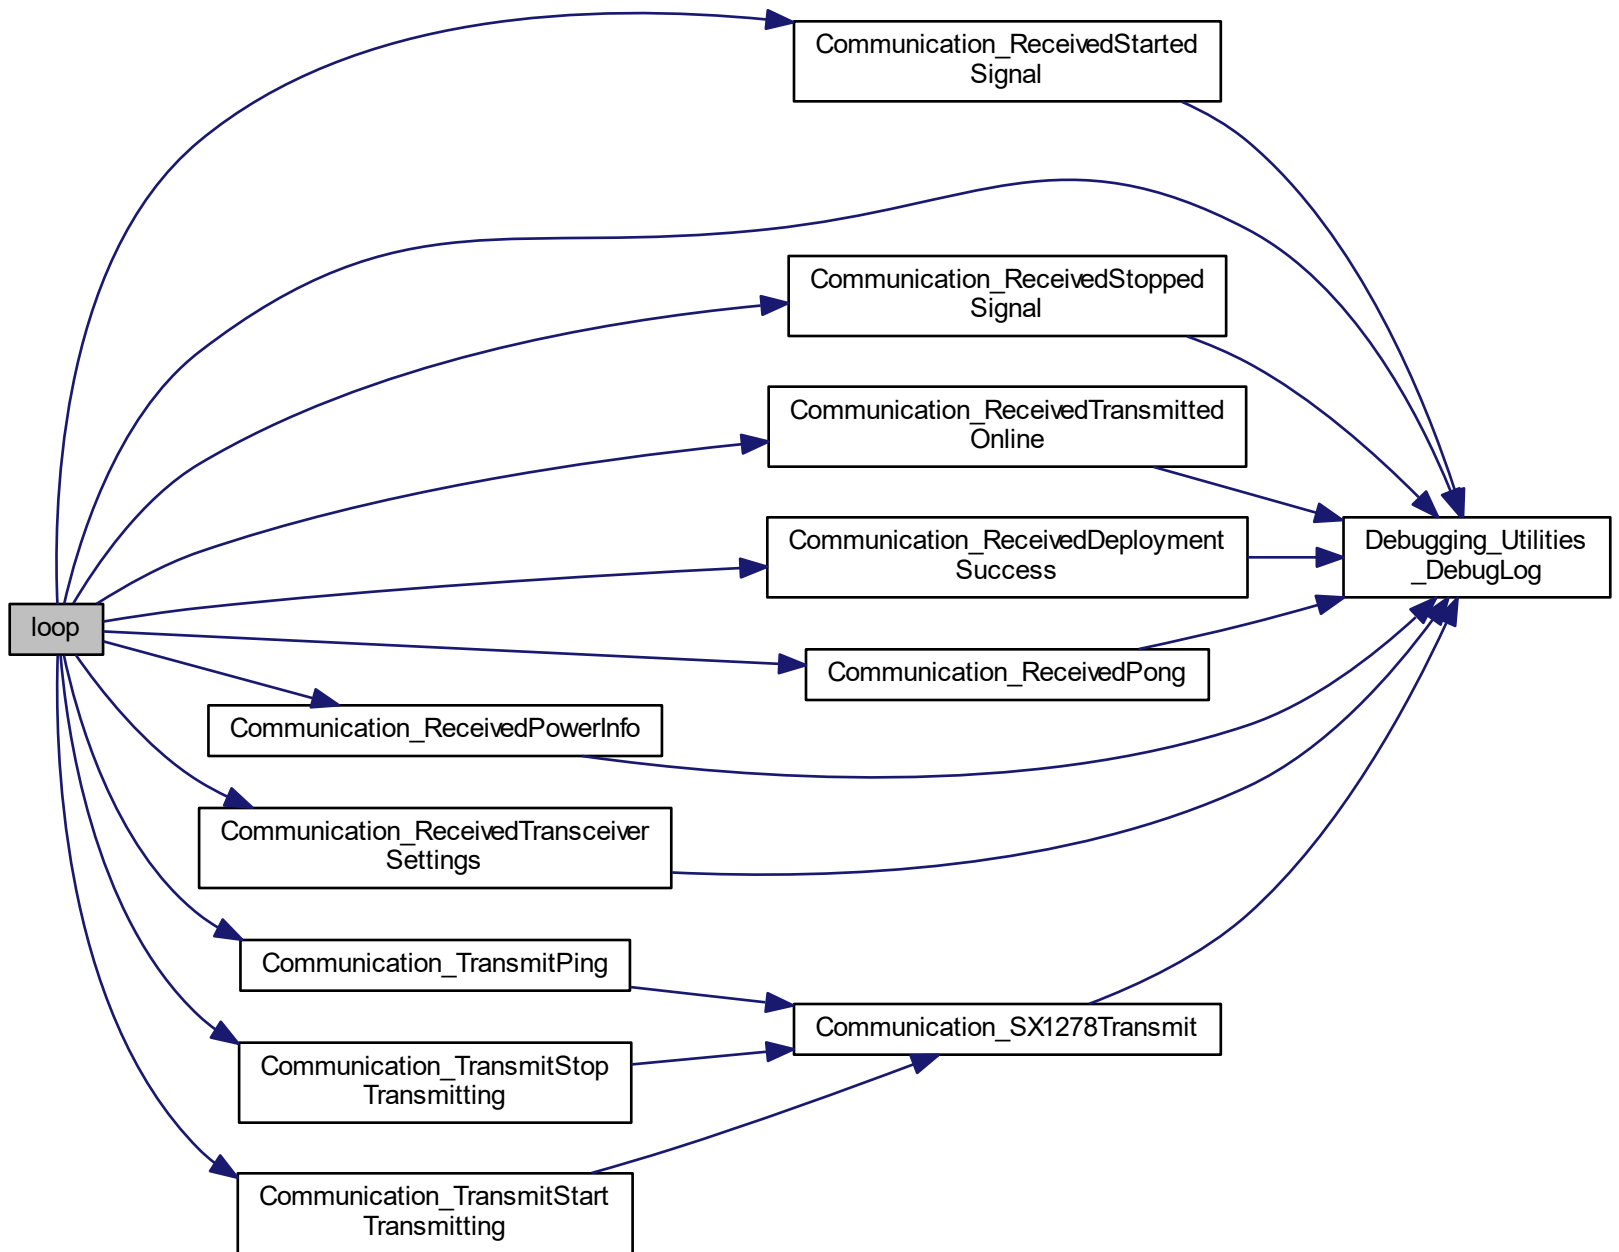 Communication_ReceivedStarted
Signal
Communication_ReceivedStopped
Signal
Communication_ReceivedTransmitted
Online
Communication_ReceivedDeployment
Success
Debugging_Utilities
_DebugLog
loop
Communication_ReceivedPong
Communication_ReceivedPowerInfo
Communication_ReceivedTransceiver
Settings
Communication_TransmitPing
Communication_SX1278Transmit
Communication_TransmitStop
Transmitting
Communication_TransmitStart
Transmitting